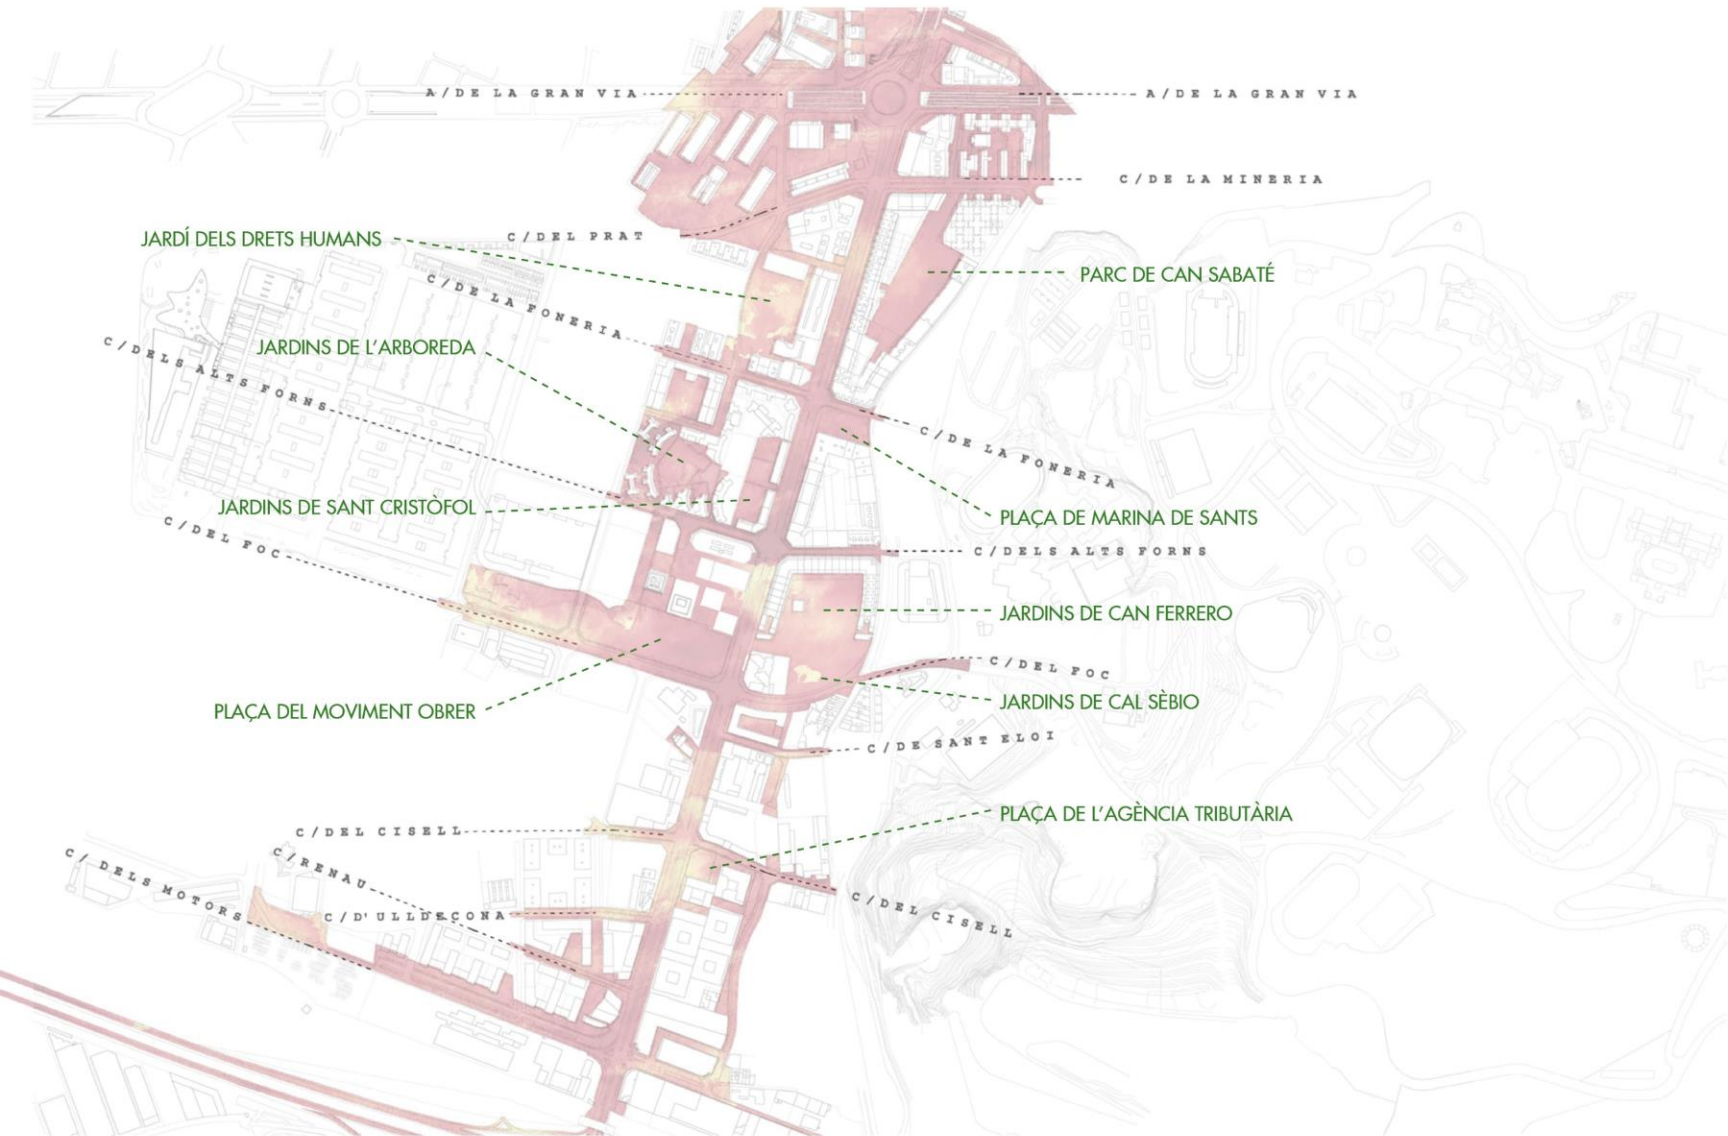 A/DE LA GRAN VIA
A/DE LA GRAN VIA
C/DE LA MINERIA
JARDÍ DELS DRETS HUMANS
C/DEL PRAT
PARC DE CAN SABATÉ
C/DE LA FONERIA
JARDINS DE L'ARBOREDA
C/DELS ALTS FORNS
C/DE LA FONERIA
JARDINS DE SANT CRISTÒFOL
PLAÇA DE MARINA DE SANTS
C/DEL FOC
C/DELS ALTS FORNS
JARDINS DE CAN FERRERO
C/DEL FOC
JARDINS DE CAL SÈBIO
PLAÇA DEL MOVIMENT OBRER
C/DE SANT ELOI
PLAÇA DE L'AGÈNCIA TRIBUTÀRIA
C/DEL CISELL
C/RENAU
C/ DELS MOTORS
C/D'ULLDECONA
C/DEL CISELL